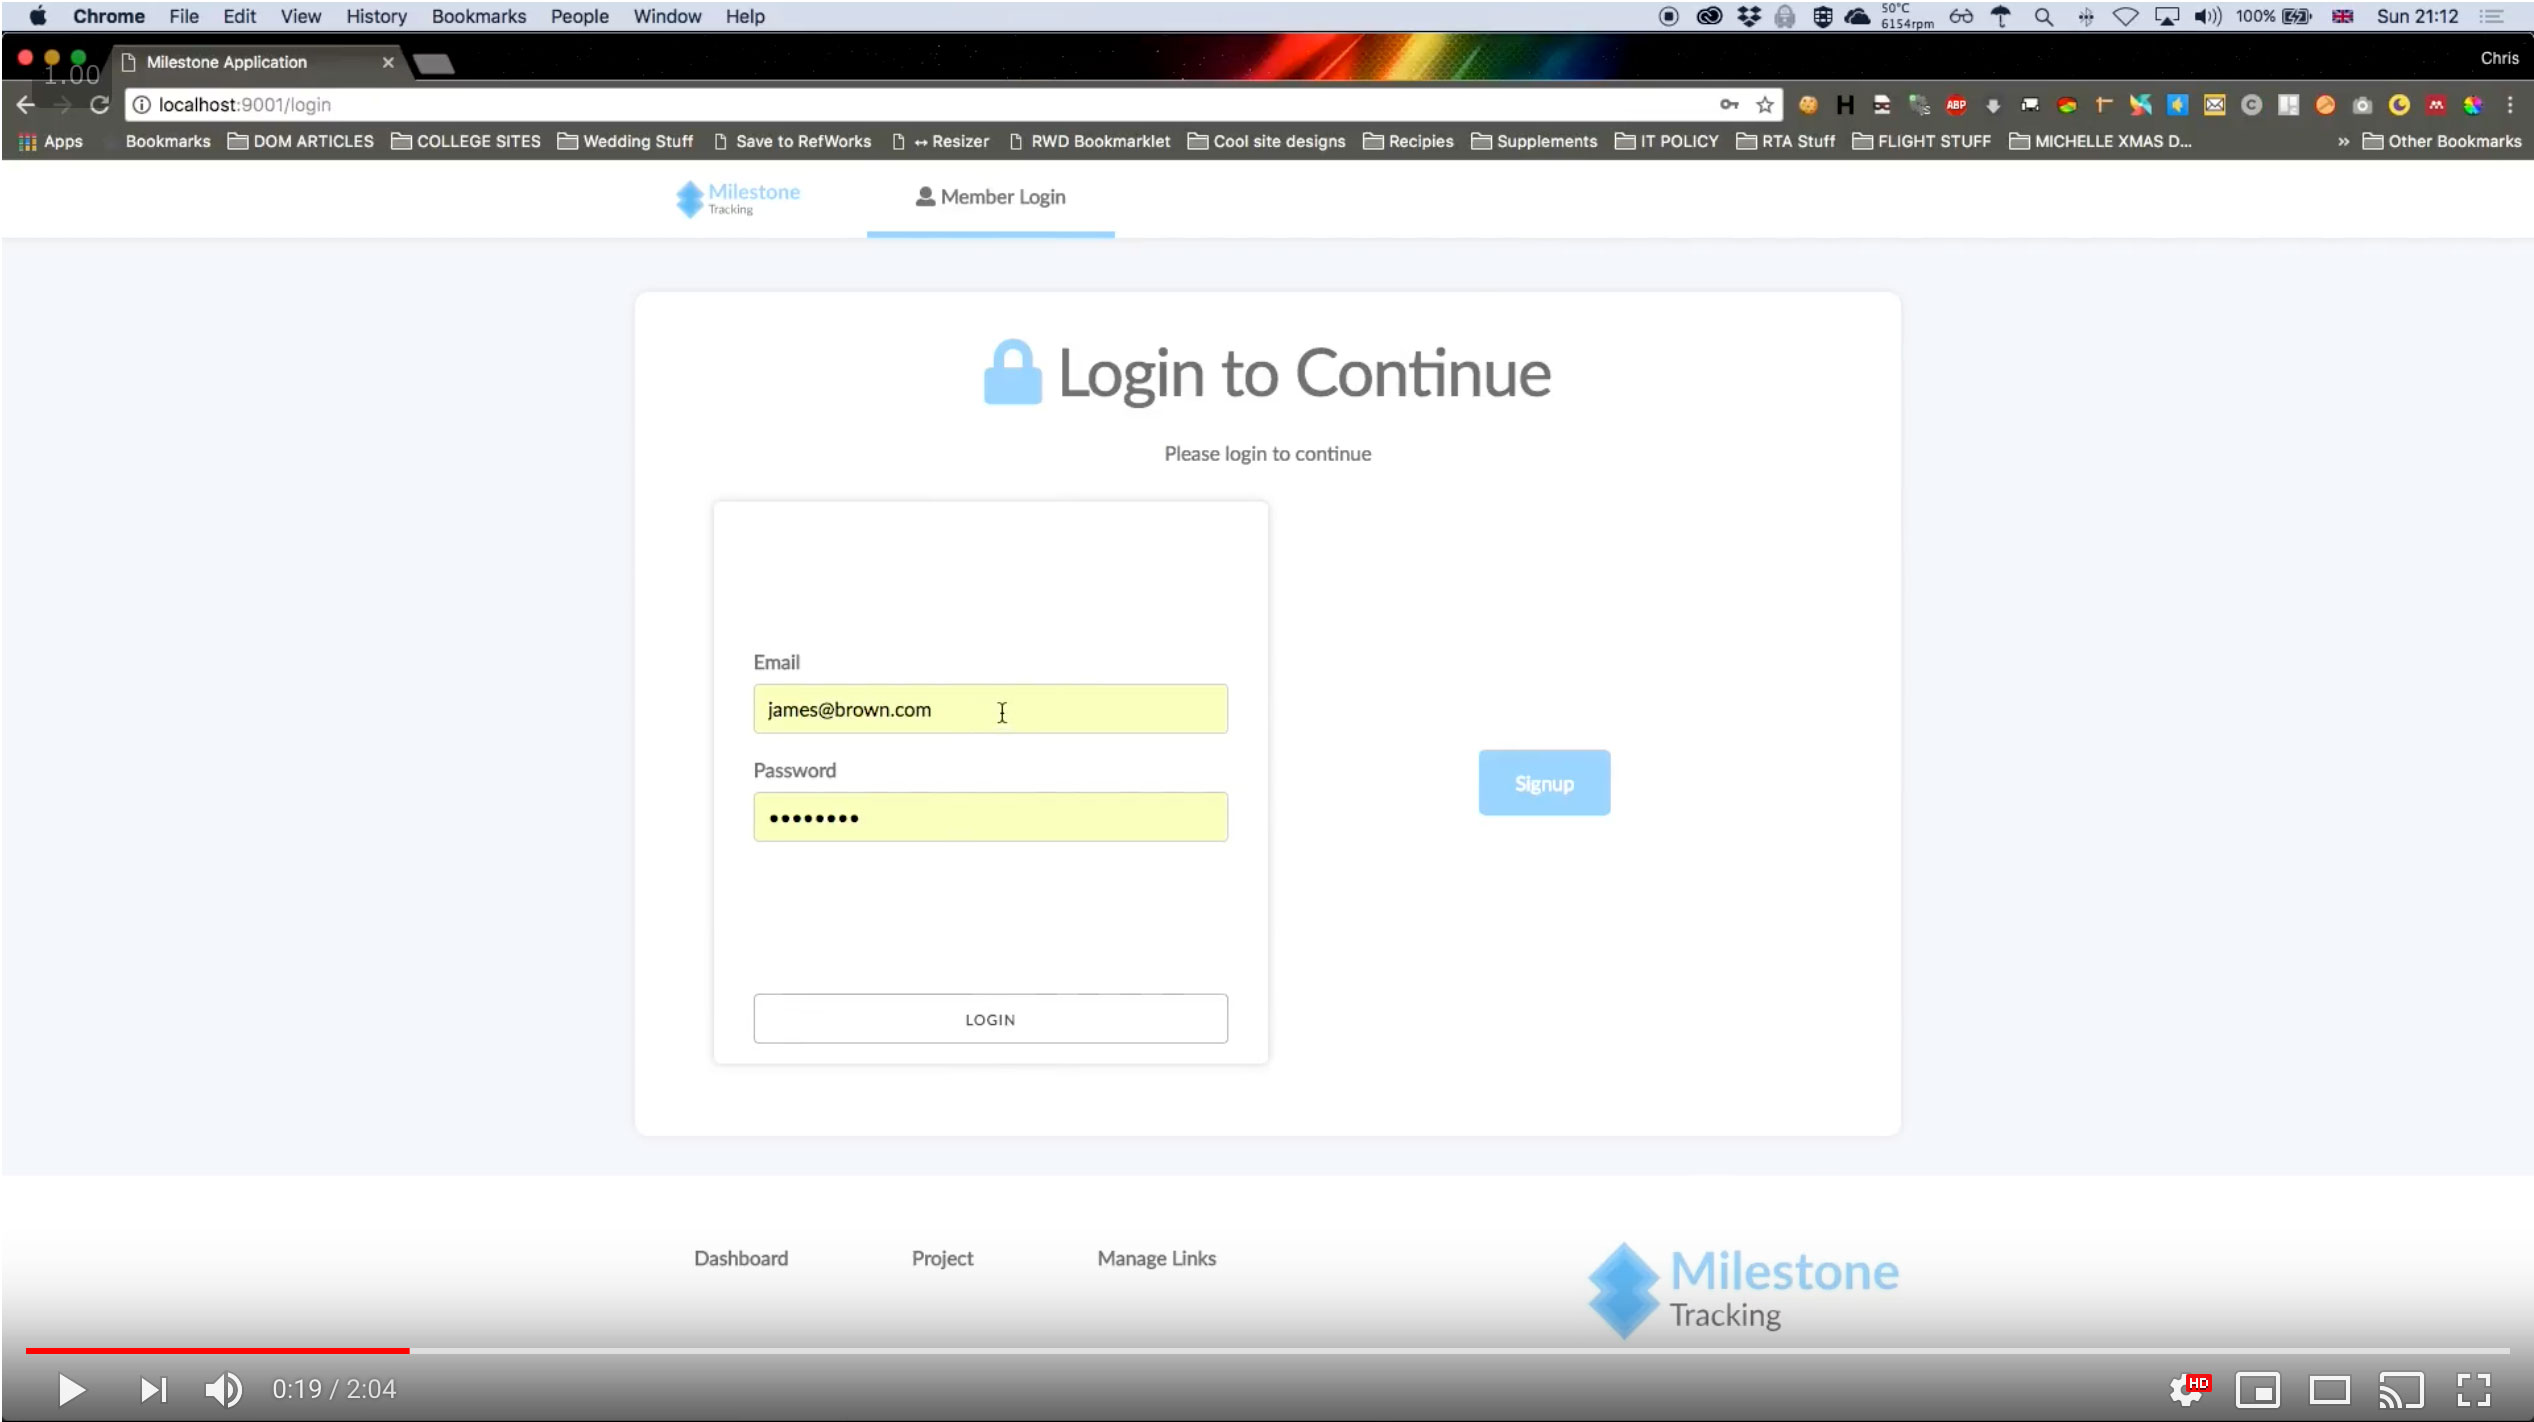 Chrome File Edit View History Bookmarks People Window Help 50°C 6154rpm 100% Sun 21:12
1.00 Milestone Application Chris
localhost:9001/login ABP
Apps Bookmarks DOM ARTICLES COLLEGE SITES Wedding Stuff Save to RefWorks ↔ Resizer RWD Bookmarklet Cool site designs Recipies Supplements IT POLICY RTA Stuff FLIGHT STUFF MICHELLE XMAS D... » Other Bookmarks
Milestone Member Login
Tracking
Login to Continue
Please login to continue
Email
james@brown.com
Password
••••••••
Signup
LOGIN
Dashboard Project Manage Links
Milestone
Tracking
0:19 / 2:04 HD